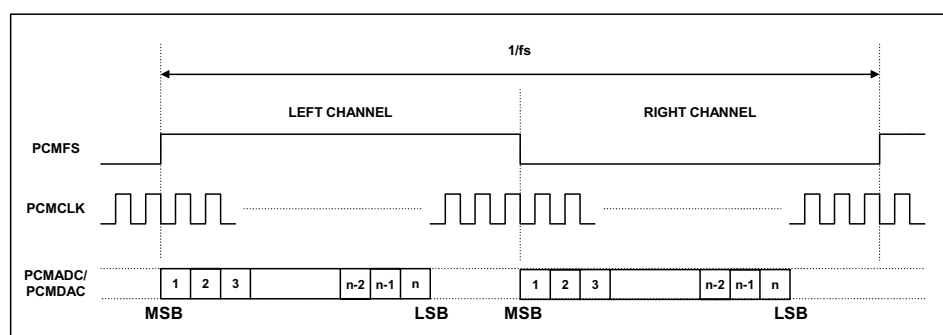 1/fs
LEFT CHANNEL RIGHT CHANNEL
PCMFS
PCMCLK
PCMADC/
PCMDAC
1 2 3 n-2 n-1 n 1 2 3 n-2 n-1 n
MSB LSB MSB LSB